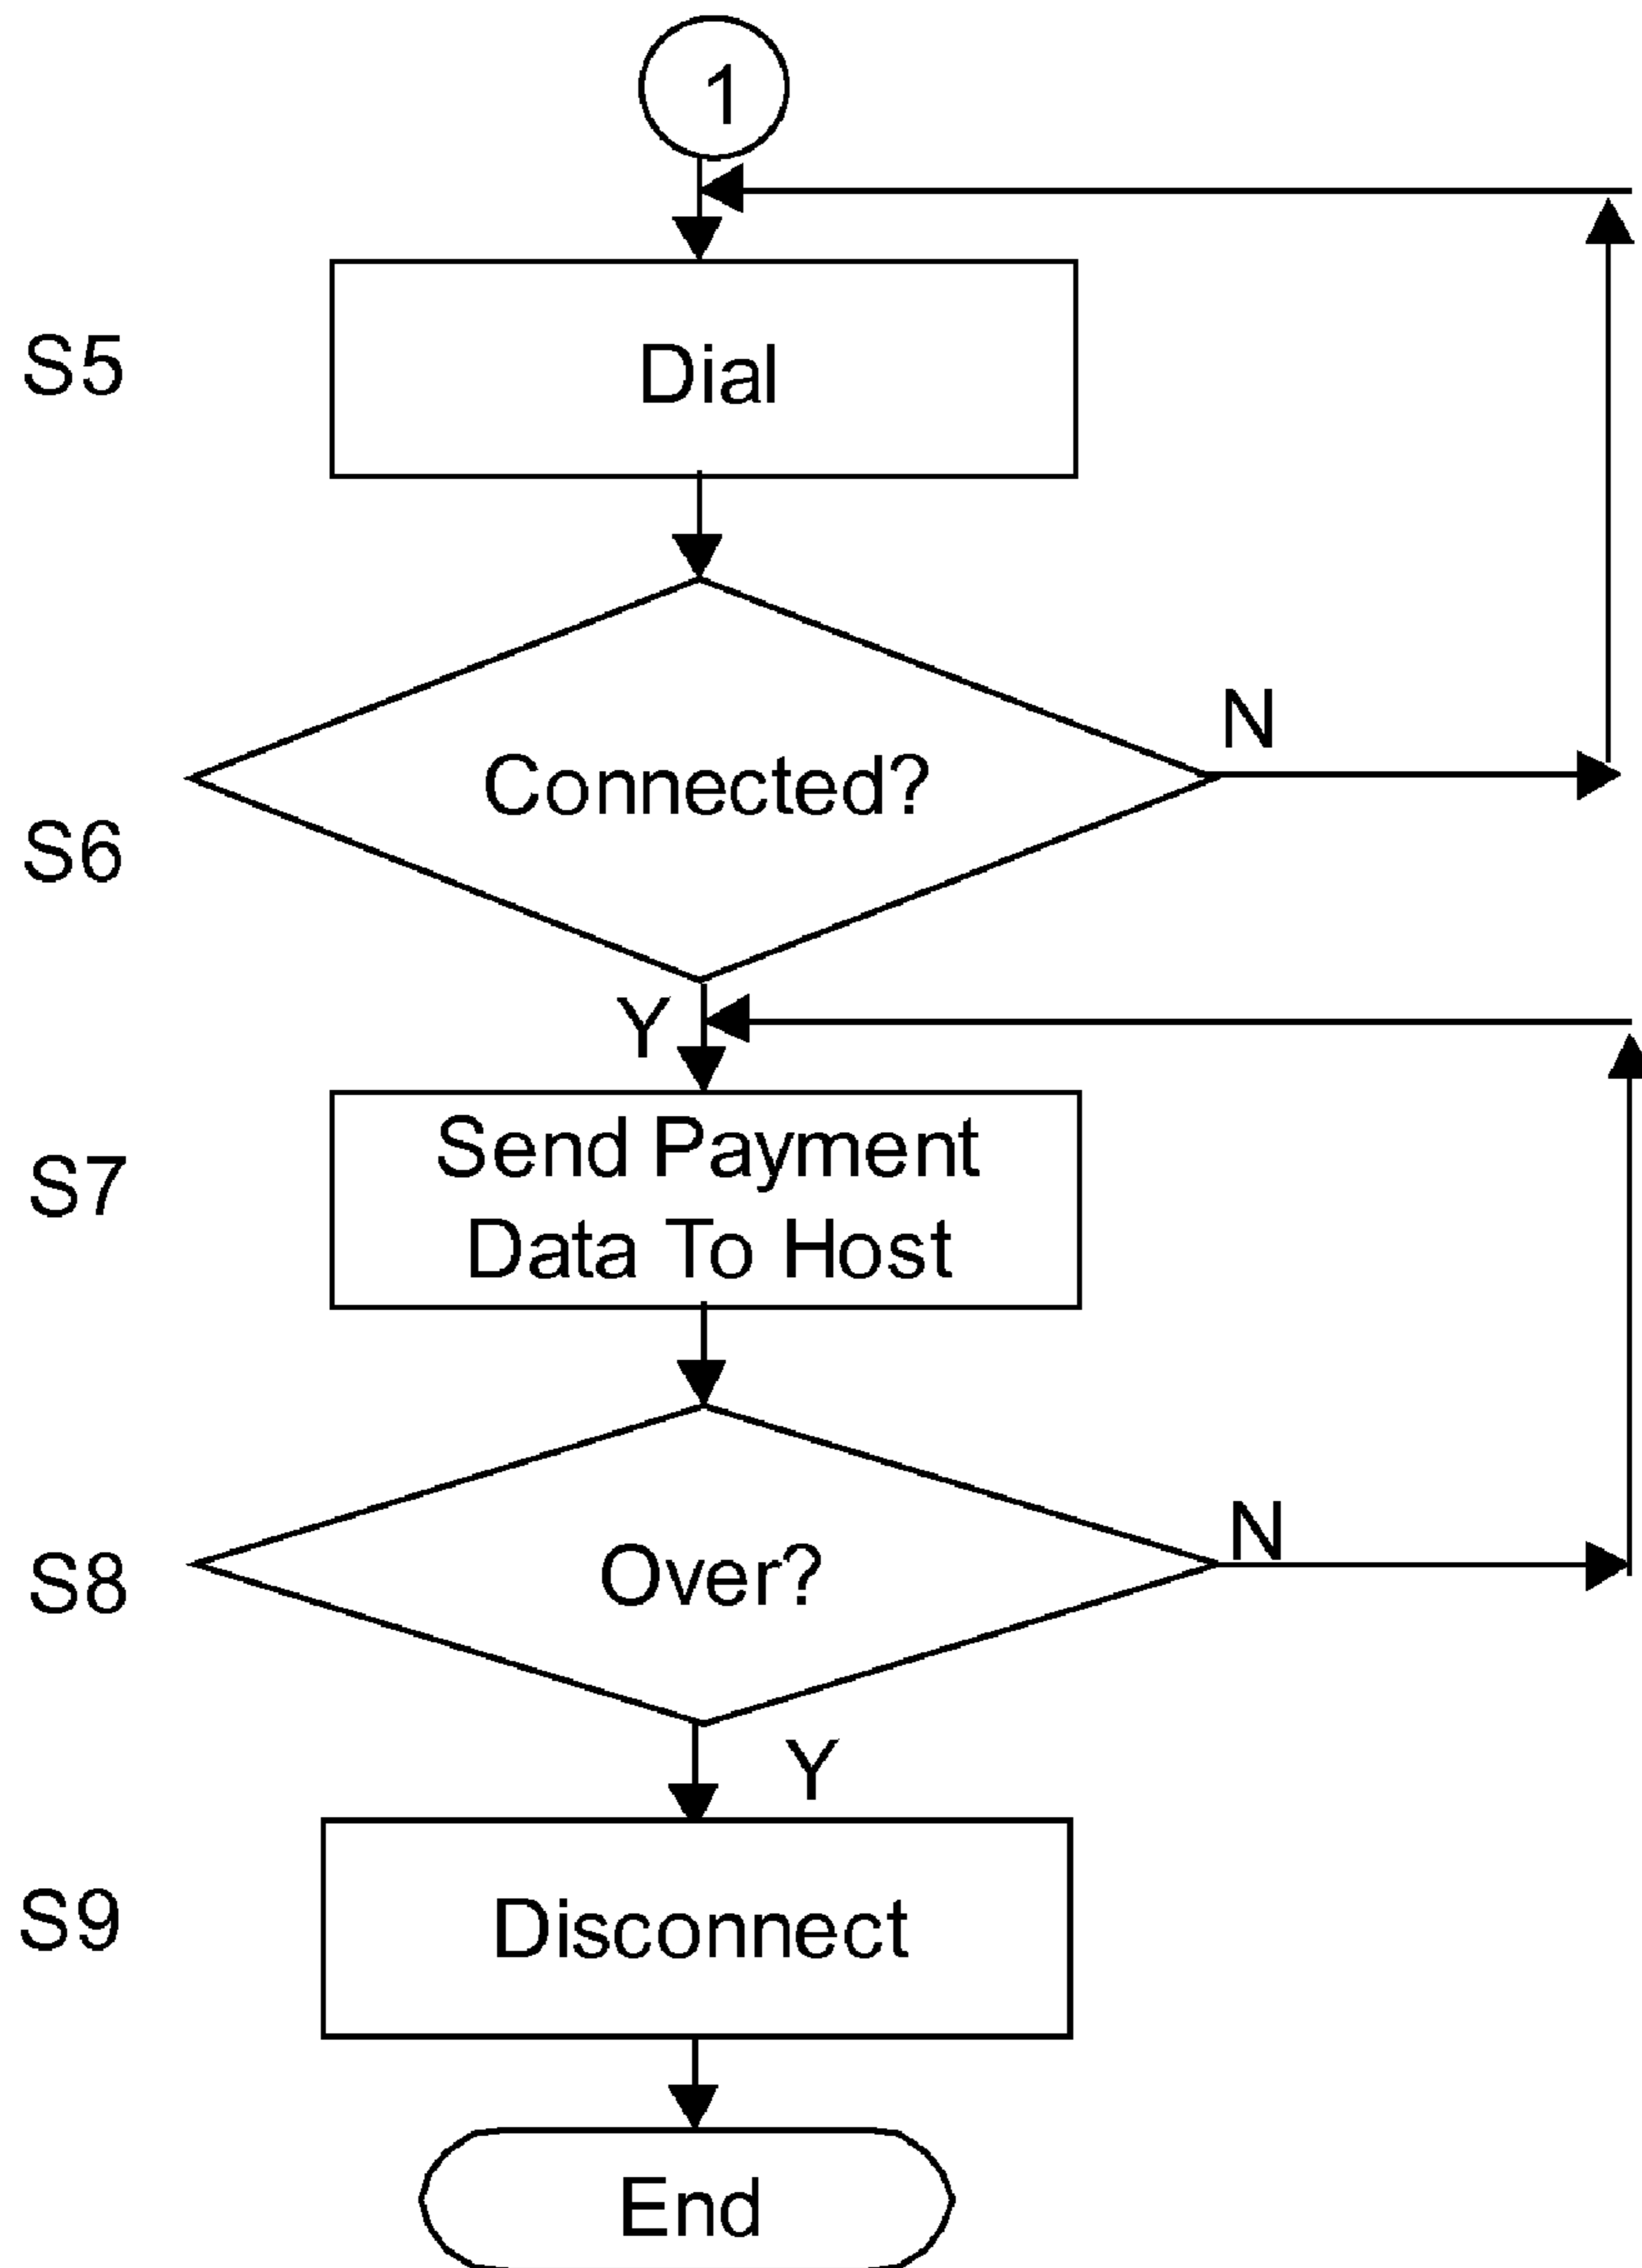 1
S5
Dial
Connected?
N
S6
Y
Send Payment
Data To Host
S7
Over?
N
S8
Y
Disconnect
S9
End